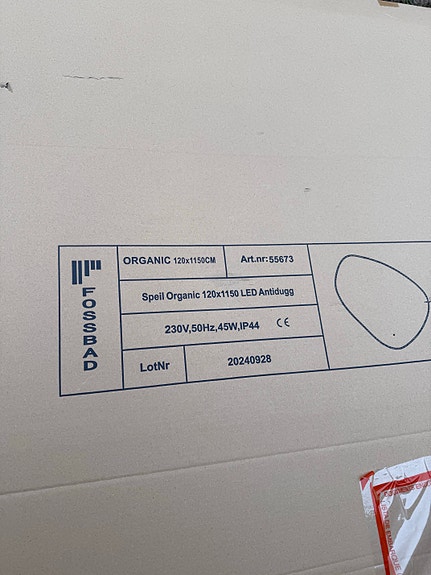 FOSSBAD
ORGANIC 120x1150CM
Art.nr:55673
Speil Organic 120x1150 LED Antidugg
230V,50Hz,45W,IP44 CE
LotNr
20240928